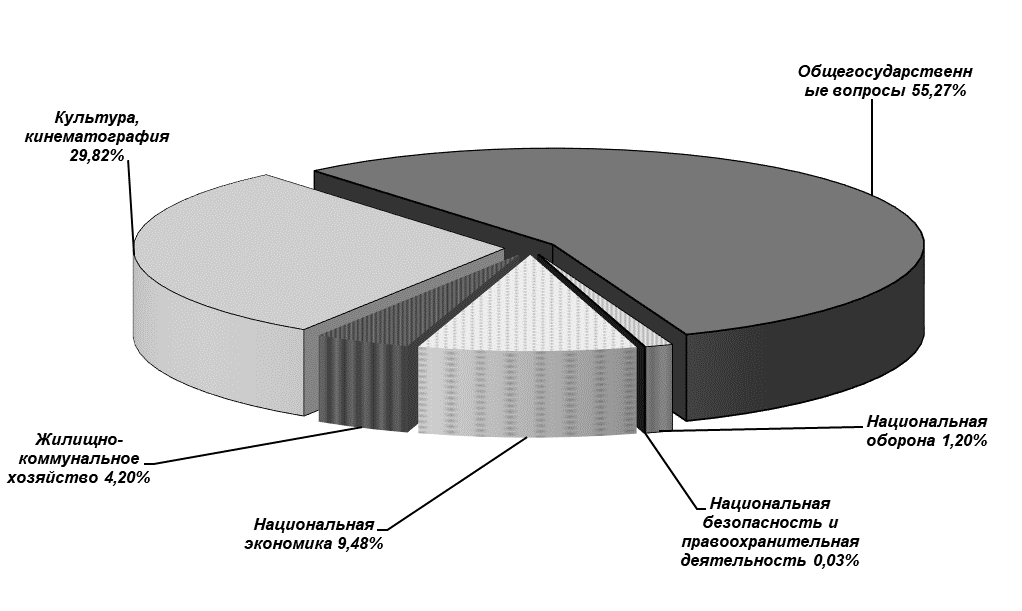 Общегосударственн
ые вопросы 55,27%
Культура,
кинематография
29,82%
Национальная
оборона 1,20%
Жилищно-
коммунальное
хозяйство 4,20%
Национальная
безопасность и
правоохранительная
деятельность 0,03%
Национальная
экономика 9,48%